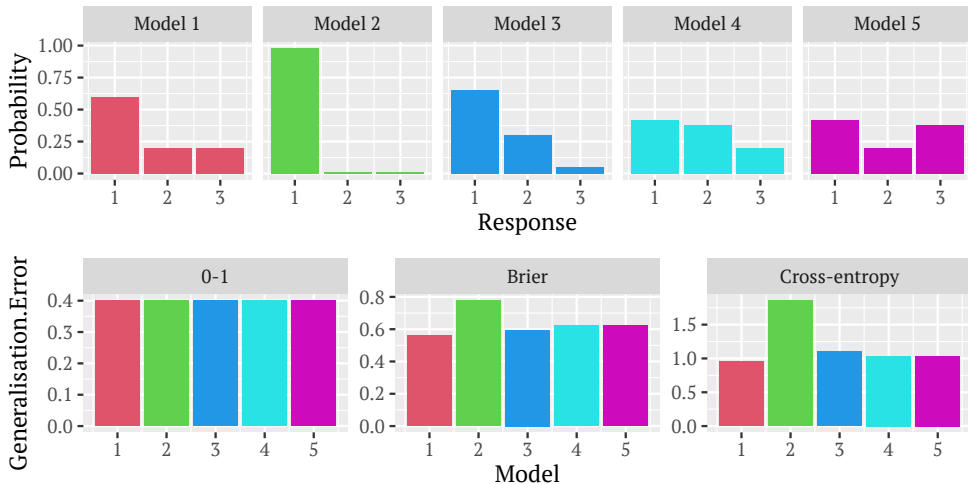 Model 1 Model 2 Model 3 Model 4 Model 5
Probability
1.00
0.75
0.50
0.25
0.00
1 2 3 1 2 3 1 2 3 1 2 3 1 2 3
Response
Generalisation.Error
0-1 Brier Cross-entropy
0.4
0.3
0.2
0.1
0.0
0.8
0.6
0.4
0.2
0.0
1.5
1.0
0.5
0.0
1 2 3 4 5 1 2 3 4 5 1 2 3 4 5
Model